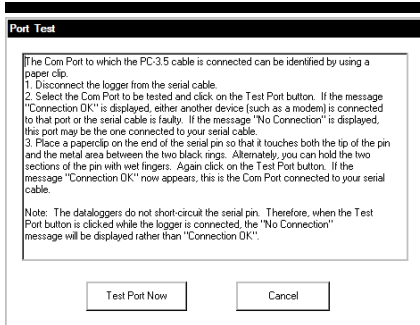 Port Test
The Com Port to which the PC-3.5 cable is connected can be identified by using a
paper clip.
1. Disconnect the logger from the serial cable.
2. Select the Com Port to be tested and click on the Test Port button.  If the message
"Connection OK" is displayed, either another device (such as a modem) is connected
to that port or the serial cable is faulty.  If the message "No Connection" is displayed,
this port may be the one connected to your serial cable.
3. Place a paperclip on the end of the serial pin so that it touches both the tip of the pin
and the metal area between the two black rings.  Alternately, you can hold the two
sections of the pin with wet fingers.  Again click on the Test Port button.  If the
message "Connection OK" now appears, this is the Com Port connected to your serial
cable.
Note:  The dataloggers do not short-circuit the serial pin.  Therefore, when the Test
Port button is clicked while the logger is connected, the "No Connection"
message will be displayed rather than "Connection OK".
Test Port Now
Cancel